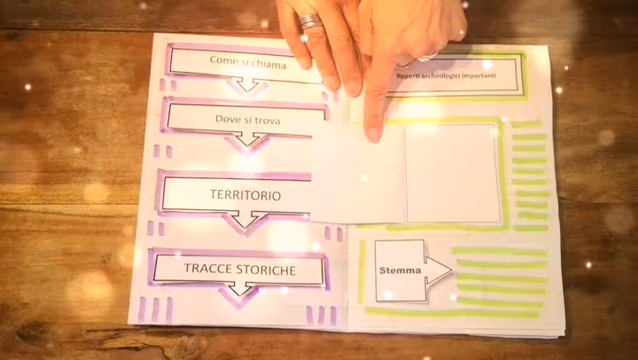 Come si chiama
Dove si trova
TERRITORIO
TRACCE STORICHE
Reperti archeologici importanti
Stemma